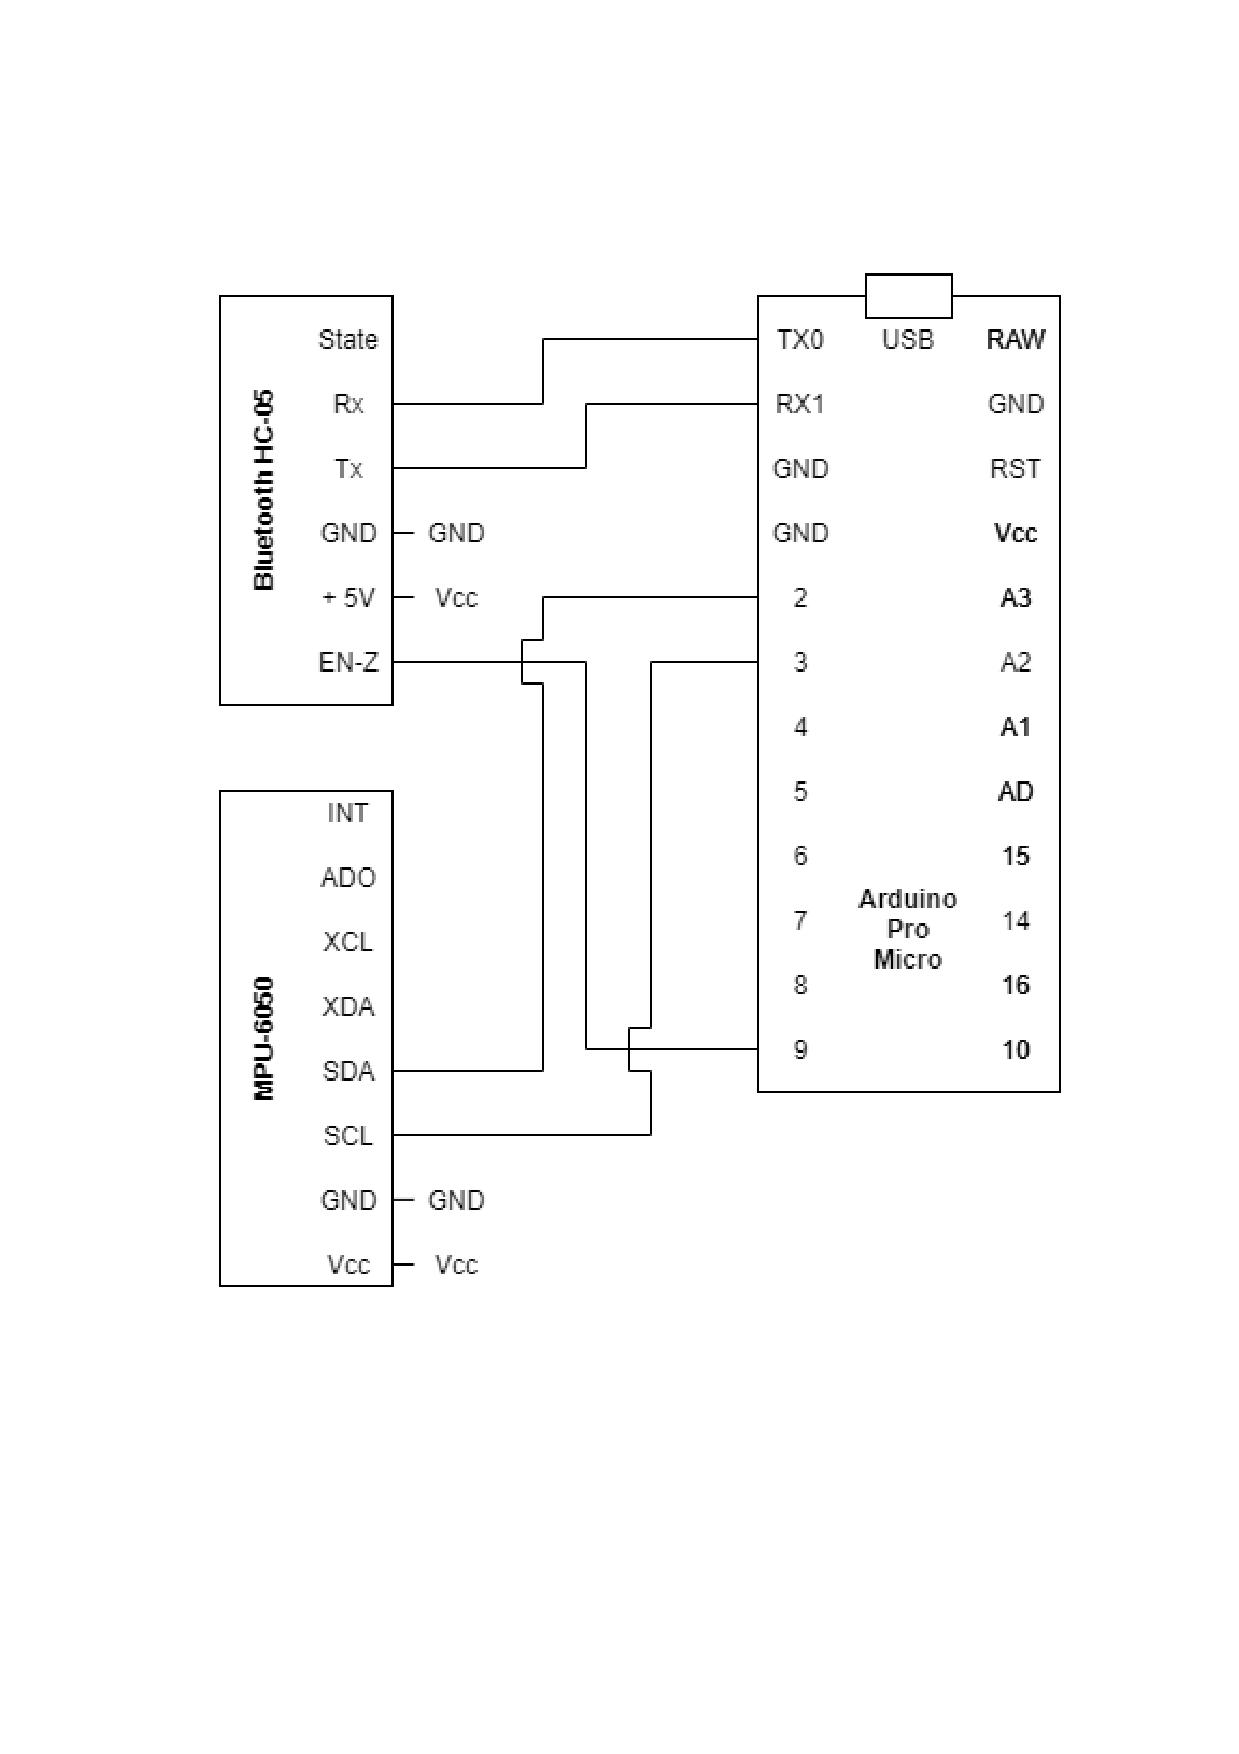 Bluetooth HC-05
State
Rx
Tx
GND
GND
+ 5V
Vcc
EN-Z
MPU-6050
INT
ADO
XCL
XDA
SDA
SCL
GND
GND
Vcc
Vcc
TX0
USB
RAW
RX1
GND
GND
RST
GND
Vcc
2
A3
3
A2
4
A1
5
AD
6
15
Arduino
Pro
Micro
7
14
8
16
9
10